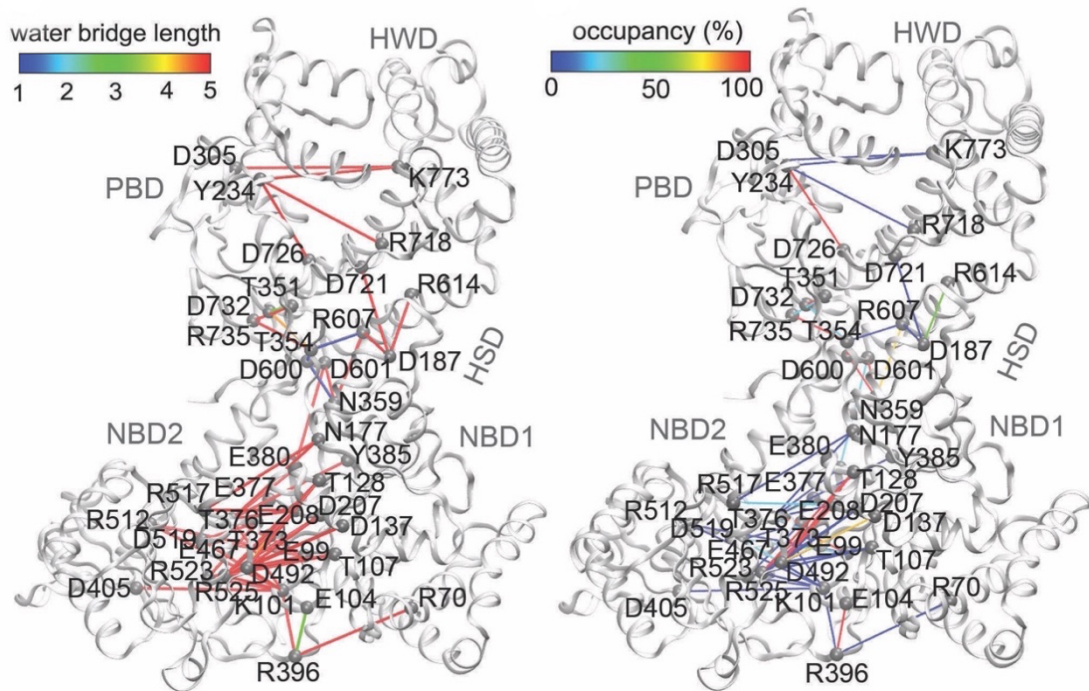 water bridge length
1 2 3 4 5
HWD
D305
K773
PBD
Y234
R718
D726
D721
T351
R614
D732
R607
R735
T354
D187
D600
D601
HSD
N359
NBD2
N177
NBD1
E380
Y385
R517
E377
T128
R512
T376
E208
D207
D519
T373
D137
E467
E99
R523
D492
T107
D405
R525
K101
E104
R70
R396
occupancy (%)
0 50 100
HWD
D305
K773
PBD
Y234
R718
D726
D721
T351
R614
D732
R607
R735
T354
D187
D600
D601
HSD
N359
NBD2
N177
NBD1
E380
Y385
R517
E377
T128
R512
T376
E208
D207
D519
T373
D137
E467
E99
R523
D492
T107
D405
R525
K101
E104
R70
R396